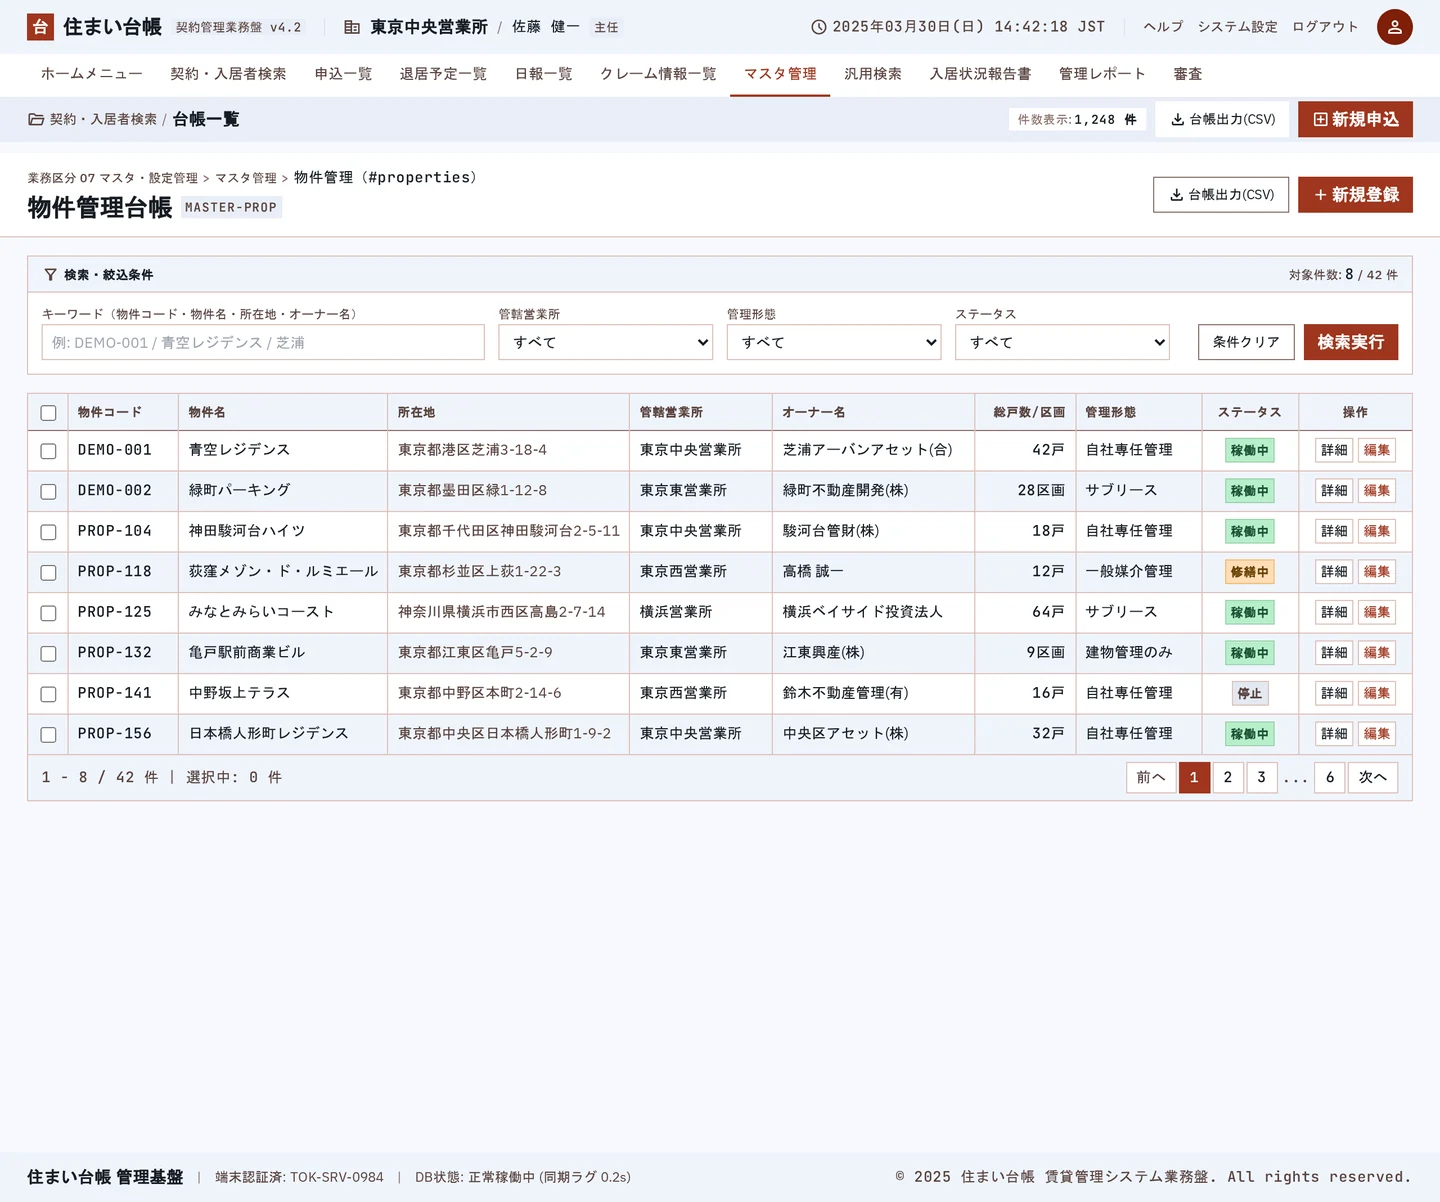 台 住まい台帳 契約管理業務盤 v4.2 東京中央営業所 / 佐藤 健一 主任 2025年03月30日(日) 14:42:18 JST ヘルプ システム設定 ログアウト
ホームメニュー 契約・入居者検索 申込一覧 退居予定一覧 日報一覧 クレーム情報一覧 マスタ管理 汎用検索 入居状況報告書 管理レポート 審査
契約・入居者検索 / 台帳一覧 件数表示: 1,248 件 台帳出力(CSV) 新規申込
業務区分 07 マスタ・設定管理 > マスタ管理 > 物件管理 (#properties)
物件管理台帳 MASTER-PROP 台帳出力(CSV) 新規登録
検索・絞込条件 対象件数: 8 / 42 件
キーワード（物件コード・物件名・所在地・オーナー名） 管轄営業所 管理形態 ステータス
例: DEMO-001 / 青空レジデンス / 芝浦 すべて すべて すべて 条件クリア 検索実行
物件コード 物件名 所在地 管轄営業所 オーナー名 総戸数/区画 管理形態 ステータス 操作
DEMO-001 青空レジデンス 東京都港区芝浦3-18-4 東京中央営業所 芝浦アーバンアセット(合) 42戸 自社専任管理 稼働中 詳細 編集
DEMO-002 緑町パーキング 東京都墨田区緑1-12-8 東京東営業所 緑町不動産開発(株) 28区画 サブリース 稼働中 詳細 編集
PROP-104 神田駿河台ハイツ 東京都千代田区神田駿河台2-5-11 東京中央営業所 駿河台管財(株) 18戸 自社専任管理 稼働中 詳細 編集
PROP-118 荻窪メゾン・ド・ルミエール 東京都杉並区上荻1-22-3 東京西営業所 高橋 誠一 12戸 一般媒介管理 修繕中 詳細 編集
PROP-125 みなとみらいコースト 神奈川県横浜市西区高島2-7-14 横浜営業所 横浜ベイサイド投資法人 64戸 サブリース 稼働中 詳細 編集
PROP-132 亀戸駅前商業ビル 東京都江東区亀戸5-2-9 東京東営業所 江東興産(株) 9区画 建物管理のみ 稼働中 詳細 編集
PROP-141 中野坂上テラス 東京都中野区本町2-14-6 東京西営業所 鈴木不動産管理(有) 16戸 自社専任管理 停止 詳細 編集
PROP-156 日本橋人形町レジデンス 東京都中央区日本橋人形町1-9-2 東京中央営業所 中央区アセット(株) 32戸 自社専任管理 稼働中 詳細 編集
1 - 8 / 42 件 | 選択中: 0 件 前へ 1 2 3 ... 6 次へ
住まい台帳 管理基盤 | 端末認証済: TOK-SRV-0984 | DB状態: 正常稼働中 (同期ラグ 0.2s) © 2025 住まい台帳 賃貸管理システム業務盤. All rights reserved.